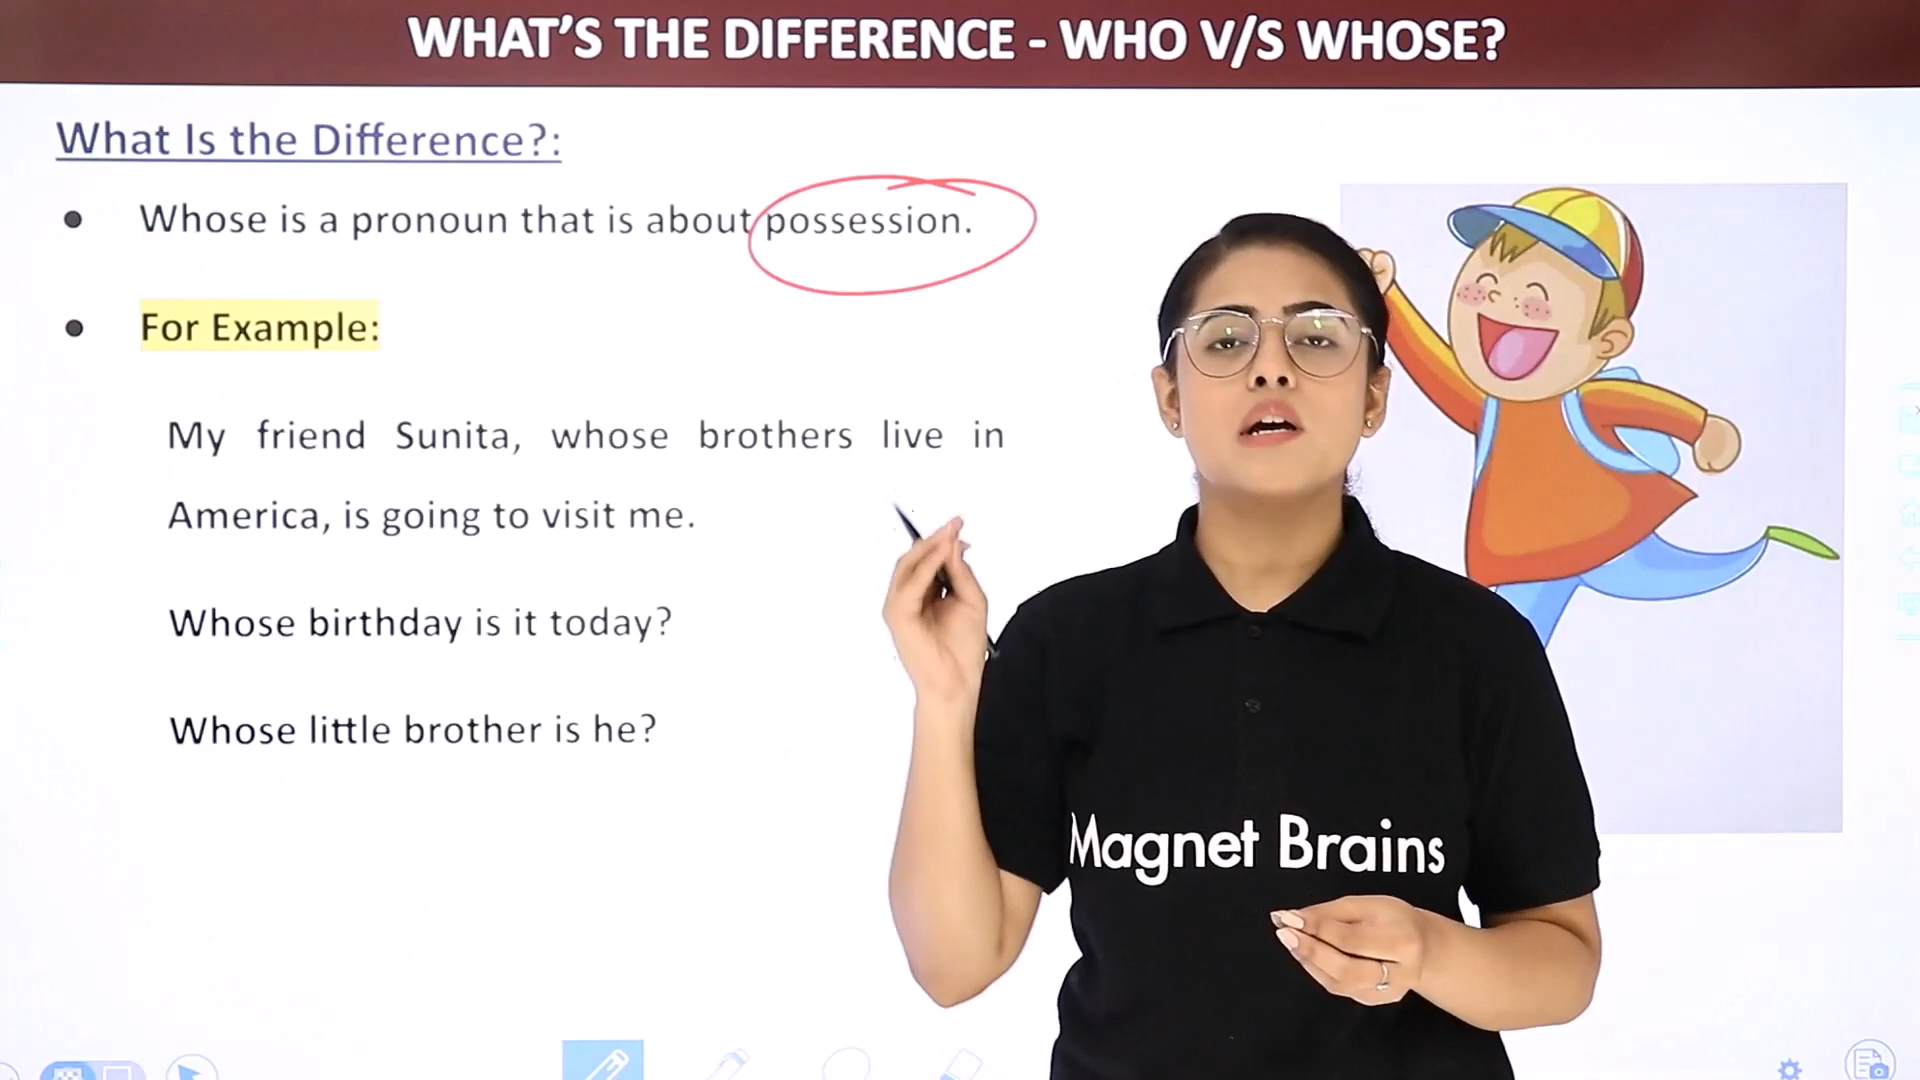 WHAT'S THE DIFFERENCE - WHO V/S WHOSE?
What Is the Difference?:
● Whose is a pronoun that is about possession.
● For Example:
My friend Sunita, whose brothers live in
America, is going to visit me.
Whose birthday is it today?
Whose little brother is he?
Magnet Brains